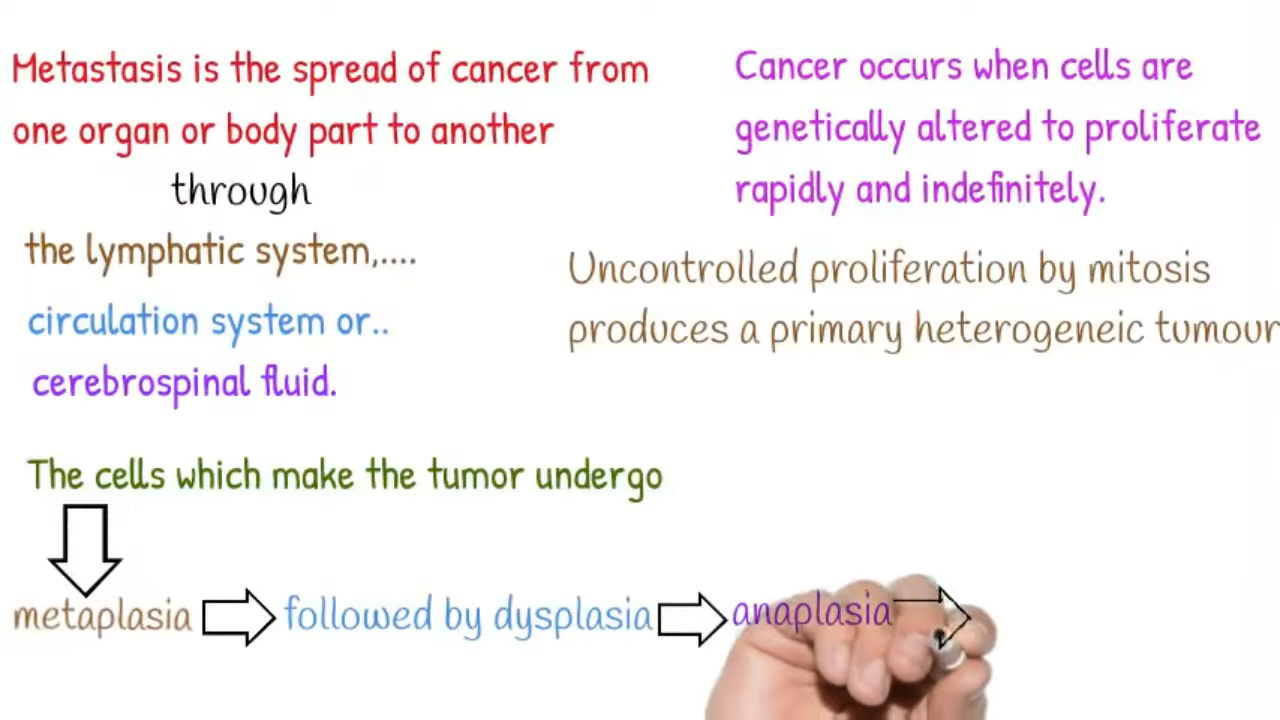 Metastasis is the spread of cancer from
one organ or body part to another
through
the lymphatic system,....
circulation system or..
cerebrospinal fluid.
Cancer occurs when cells are
genetically altered to proliferate
rapidly and indefinitely.
Uncontrolled proliferation by mitosis
produces a primary heterogeneic tumour
The cells which make the tumor undergo
metaplasia followed by dysplasia anaplasia